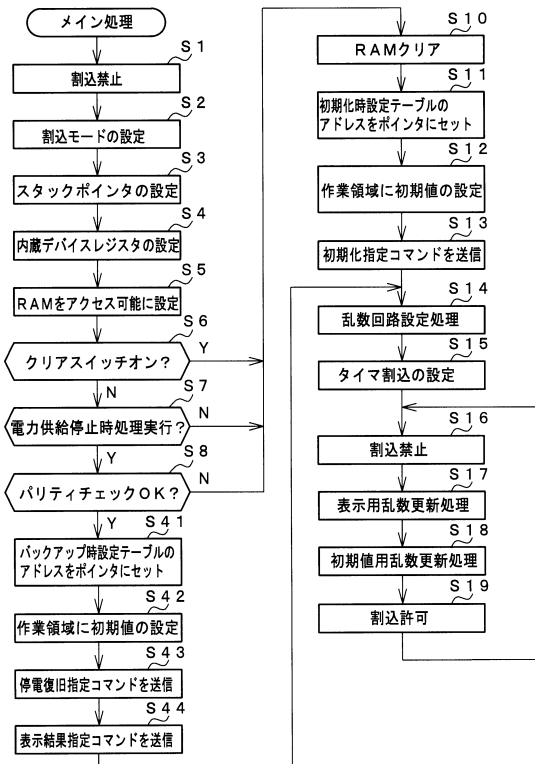 メイン処理
S1
割込禁止
S2
割込モードの設定
S3
スタックポインタの設定
S4
内蔵デバイスレジスタの設定
S5
RAMをアクセス可能に設定
S6
クリアスイッチオン?
Y
N
S7
電力供給停止時処理実行?
N
Y
S8
パリティチェックOK?
N
Y
S41
バックアップ時設定テーブルの
アドレスをポインタにセット
S42
作業領域に初期値の設定
S43
停電復旧指定コマンドを送信
S44
表示結果指定コマンドを送信
S10
RAMクリア
S11
初期化時設定テーブルの
アドレスをポインタにセット
S12
作業領域に初期値の設定
S13
初期化指定コマンドを送信
S14
乱数回路設定処理
S15
タイマ割込の設定
S16
割込禁止
S17
表示用乱数更新処理
S18
初期値用乱数更新処理
S19
割込許可